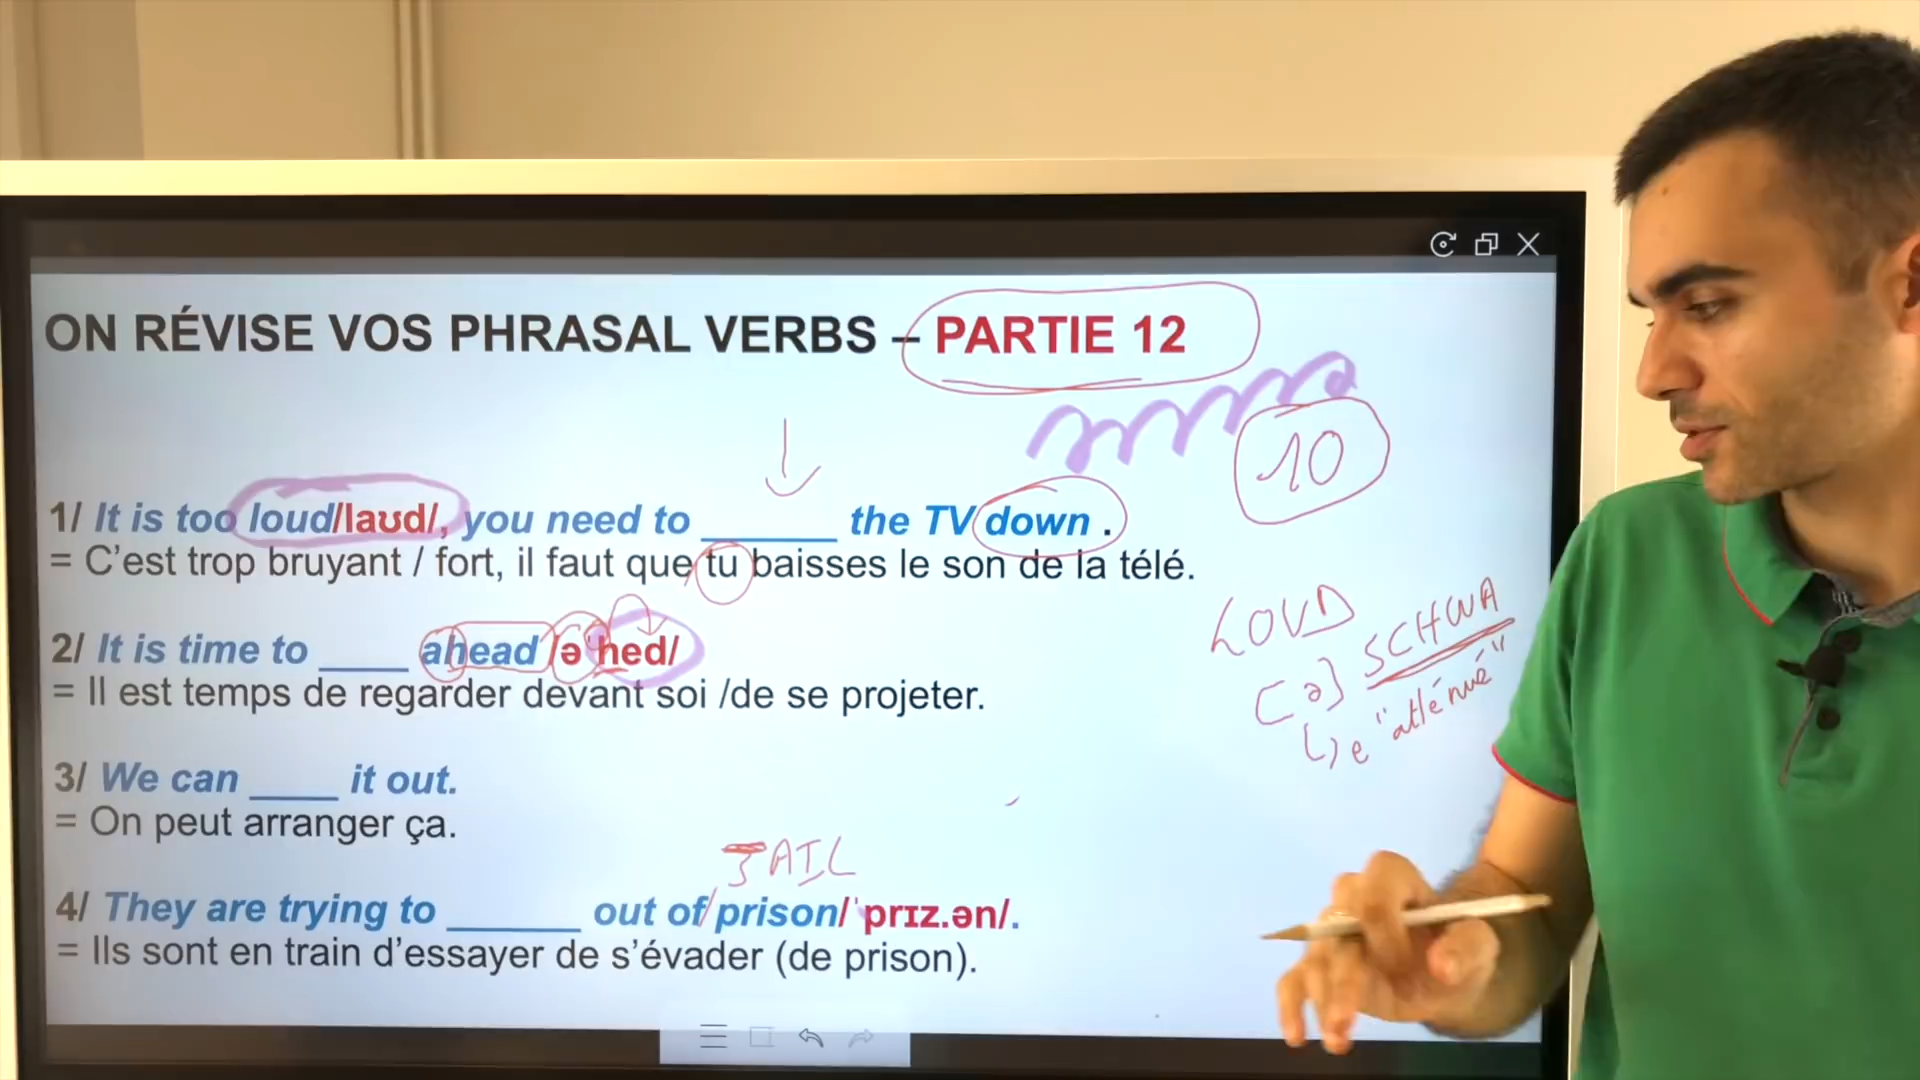 ON RÉVISE VOS PHRASAL VERBS – PARTIE 12
10
1/ It is too loud/laʊd/, you need to ______ the TV down .
= C'est trop bruyant / fort, il faut que tu baisses le son de la télé.
LOUD
[ə] SCHWA
↳ e "atténué"
2/ It is time to ____ ahead /əˈhed/
= Il est temps de regarder devant soi /de se projeter.
3/ We can ____ it out.
= On peut arranger ça.
JAIL
4/ They are trying to ______ out of prison/ˈprɪz.ən/.
= Ils sont en train d'essayer de s'évader (de prison).